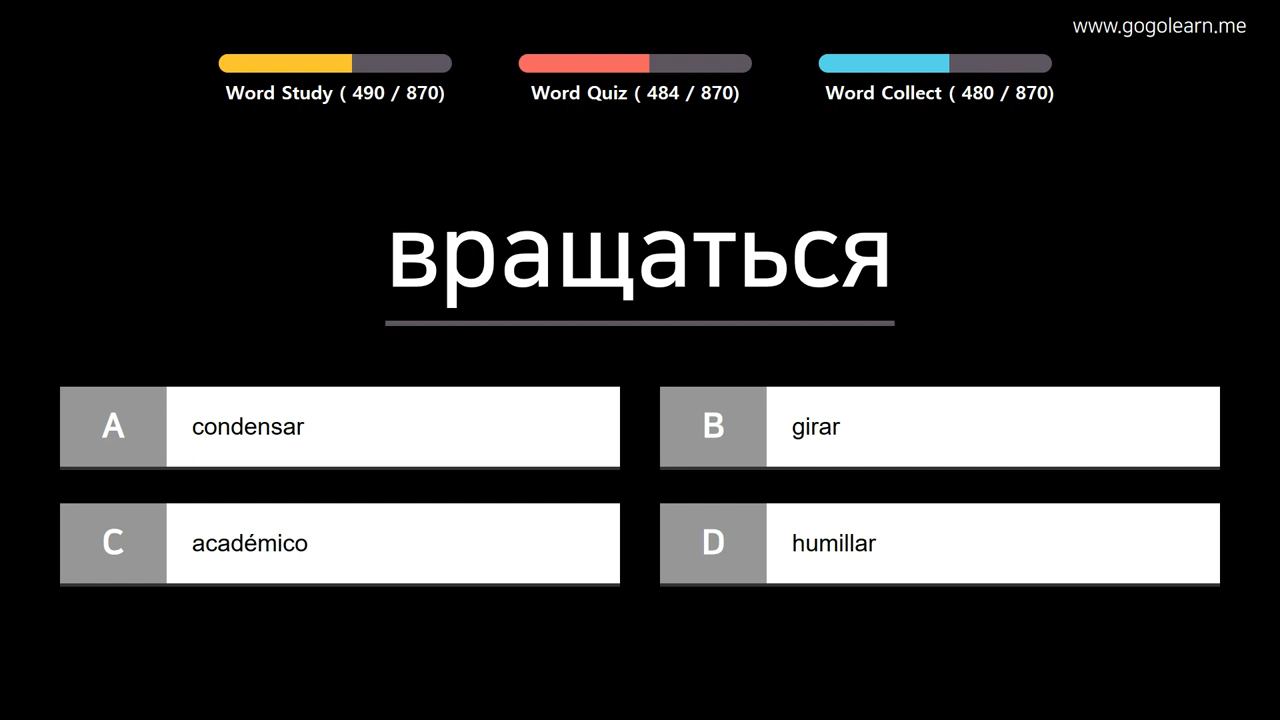 www.gogolearn.me
Word Study ( 490 / 870)
Word Quiz ( 484 / 870)
Word Collect ( 480 / 870)
вращаться
A condensar
B girar
C académico
D humillar